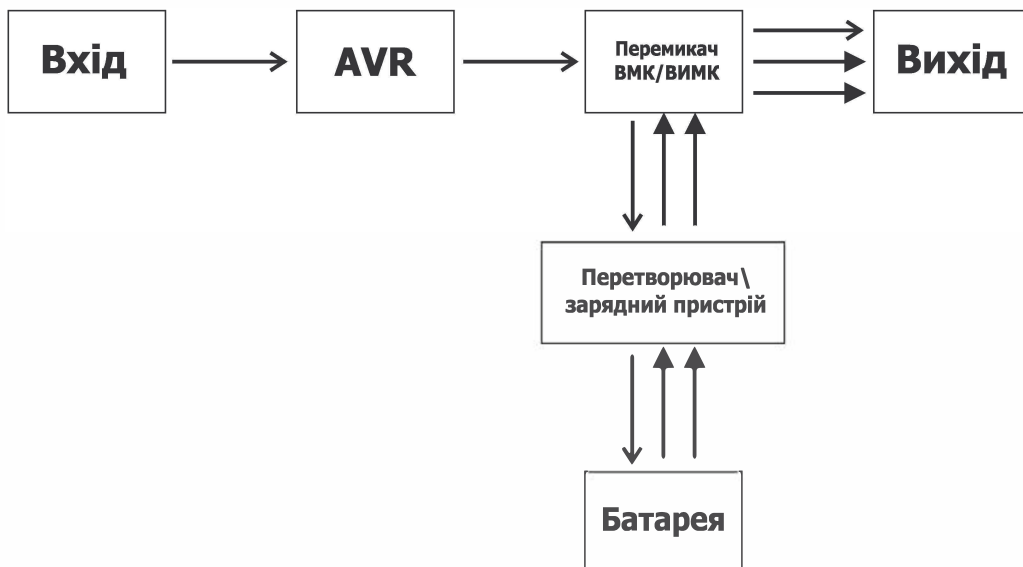 Вхід
AVR
Перемикач
ВМК/ВИМК
Вихід
Перетворювач\
зарядний пристрій
Батарея